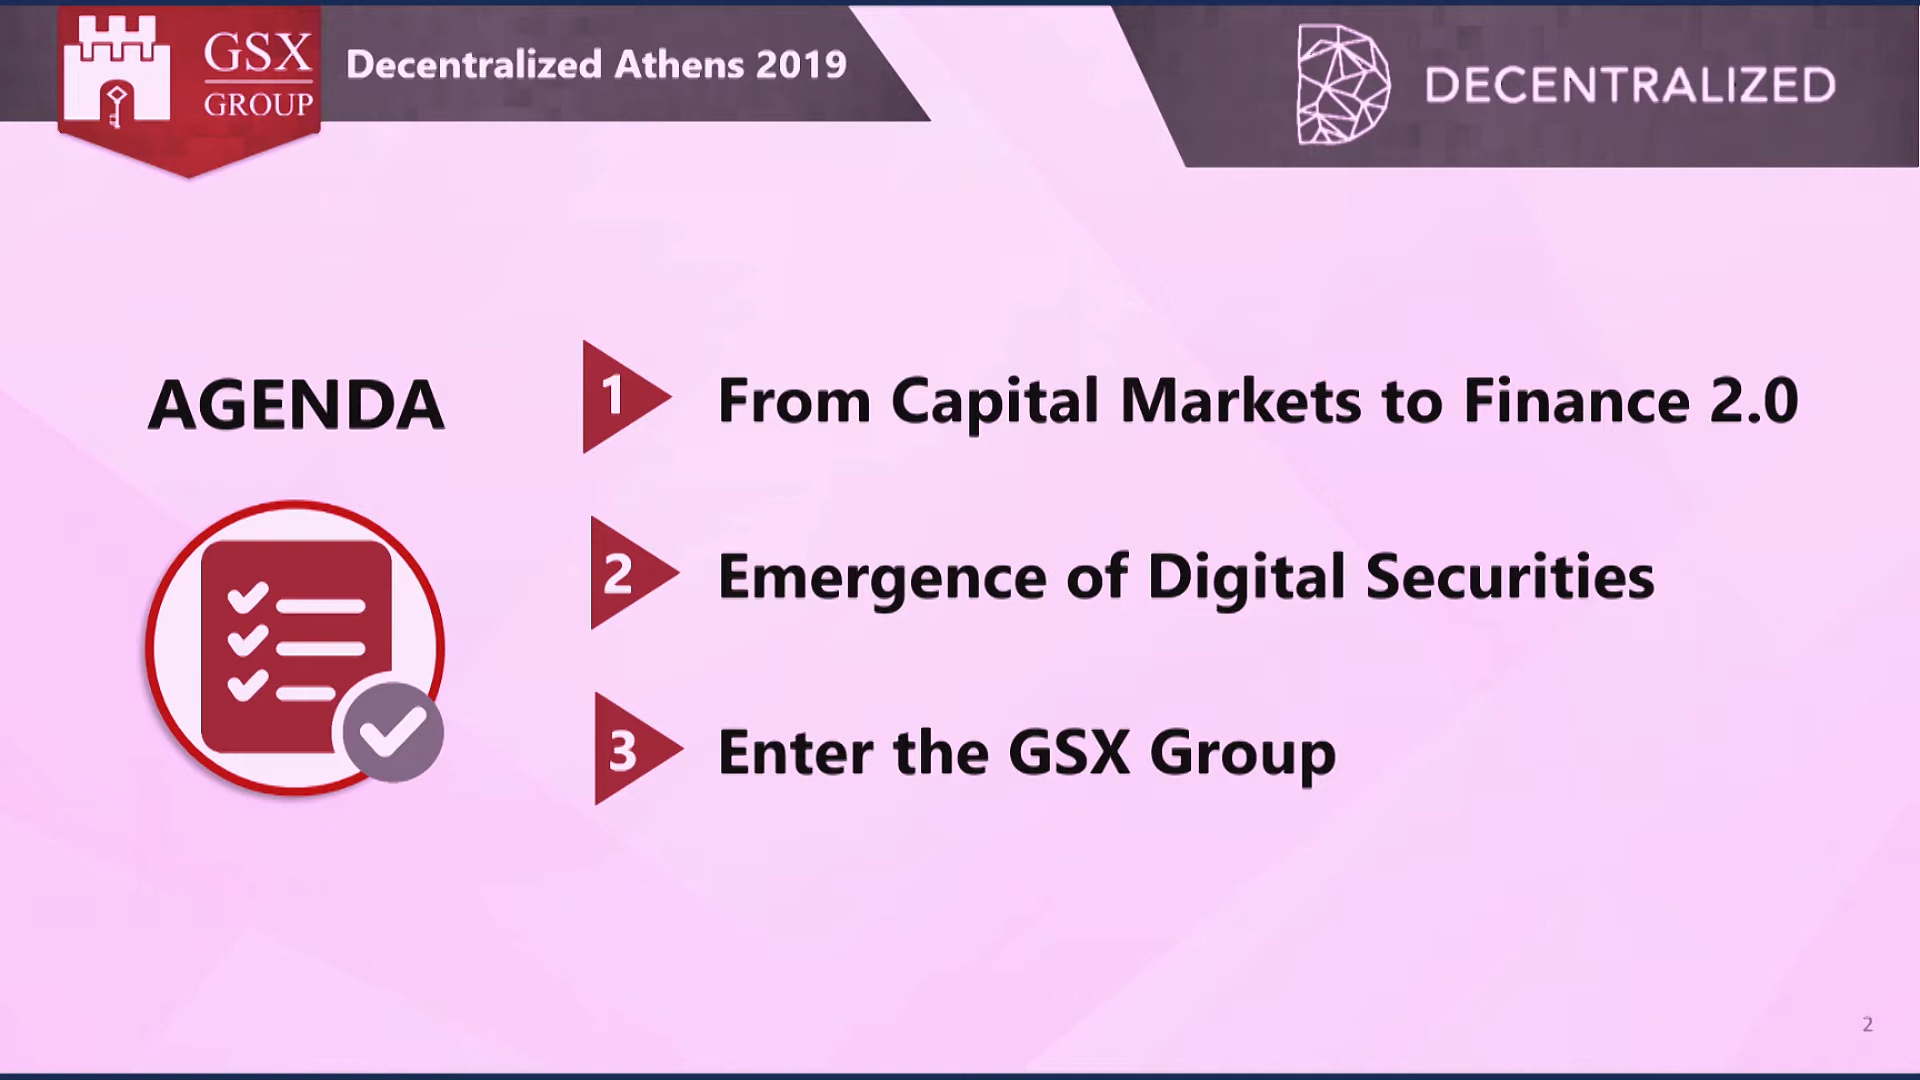 GSX
GROUP
Decentralized Athens 2019
DECENTRALIZED
AGENDA
1 From Capital Markets to Finance 2.0
2 Emergence of Digital Securities
3 Enter the GSX Group
2